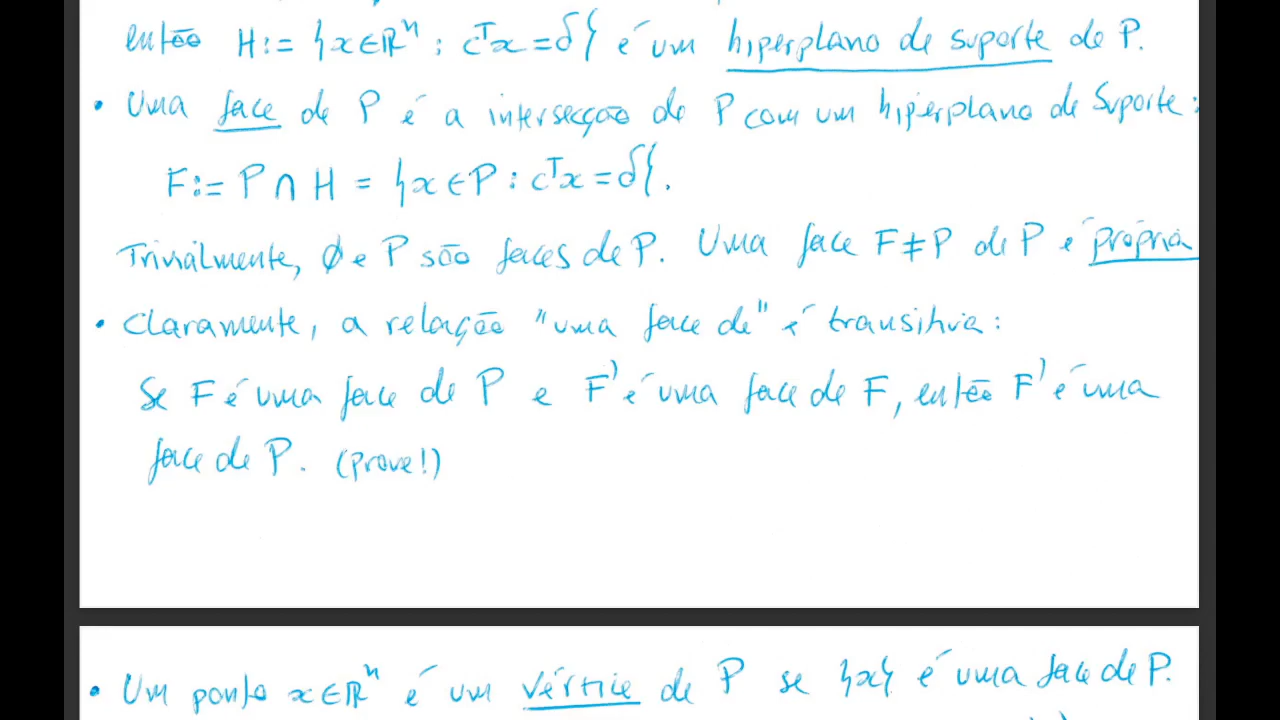 então H := {x∈ℝⁿ : cᵀx = δ} é um hiperplano de suporte de P.
• Uma face de P é a intersecção de P com um hiperplano de suporte:
F := P ∩ H = {x ∈ P : cᵀx = δ}.
Trivialmente, ∅ e P são faces de P. Uma face F ≠ P de P é própria
• Claramente, a relação "uma face de" é transitiva:
Se F é uma face de P e F' é uma face de F, então F' é uma
face de P. (Prove!)
• Um ponto x∈ℝⁿ é um vértice de P se {x} é uma face de P.